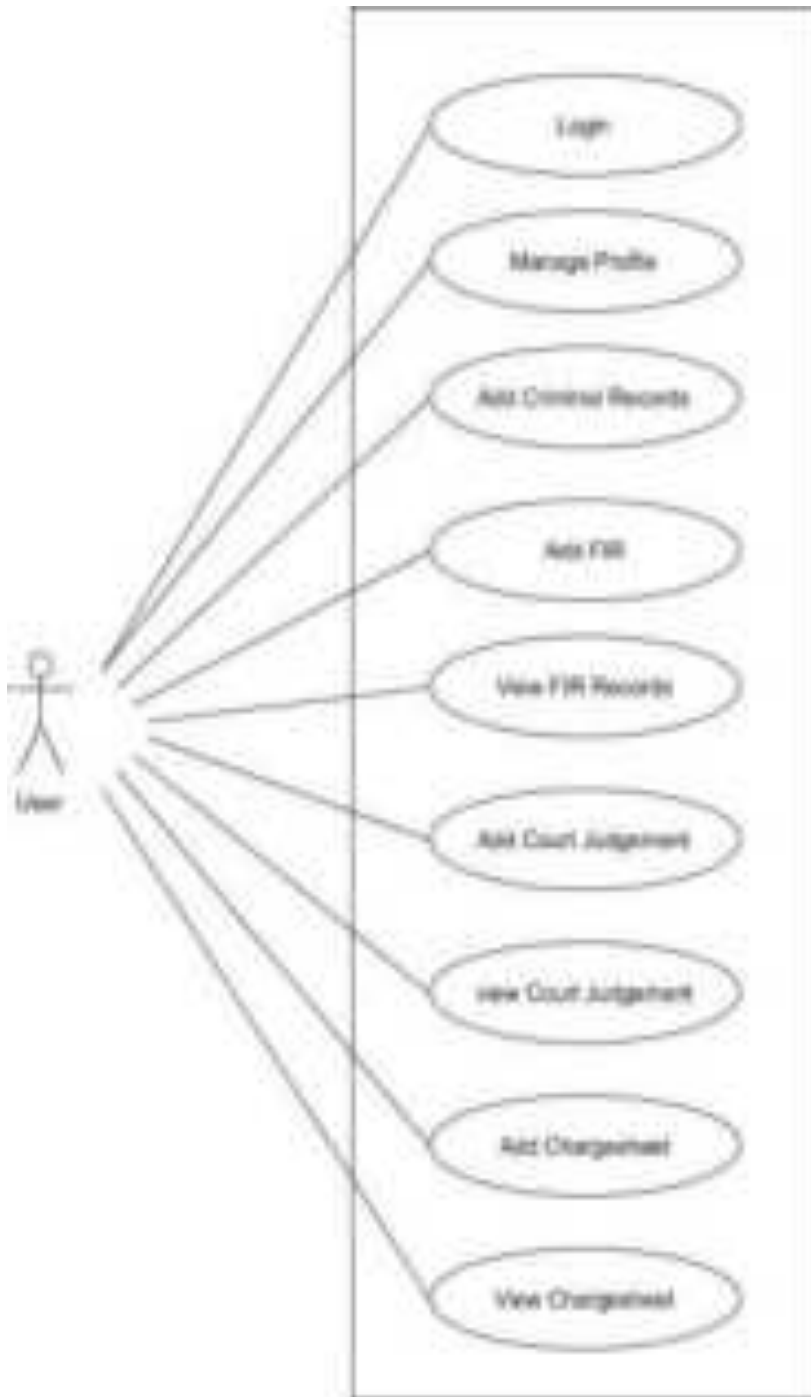 Login
Manage Profile
Add Criminal Records
Add FIR
View FIR Records
User
Add Court Judgement
view Court Judgement
Add Chargesheet
View Chargesheet